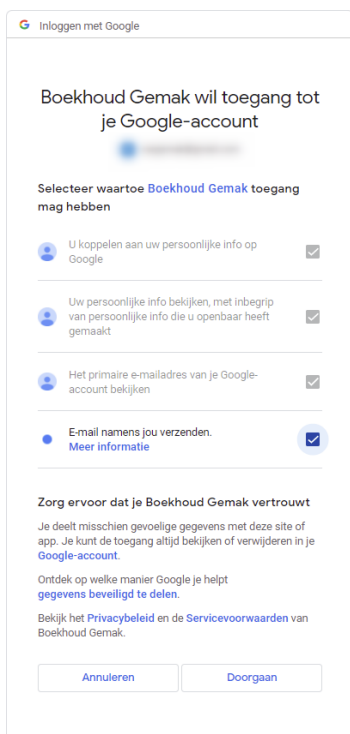 Inloggen met Google
Boekhoud Gemak wil toegang tot
je Google-account
Selecteer waartoe Boekhoud Gemak toegang
mag hebben
U koppelen aan uw persoonlijke info op
Google
Uw persoonlijke info bekijken, met inbegrip
van persoonlijke info die u openbaar heeft
gemaakt
Het primaire e-mailadres van je Google-
account bekijken
E-mail namens jou verzenden.
Meer informatie
Zorg ervoor dat je Boekhoud Gemak vertrouwt
Je deelt misschien gevoelige gegevens met deze site of
app. Je kunt de toegang altijd bekijken of verwijderen in je
Google-account.
Ontdek op welke manier Google je helpt
gegevens beveiligd te delen.
Bekijk het Privacybeleid en de Servicevoorwaarden van
Boekhoud Gemak.
Annuleren
Doorgaan